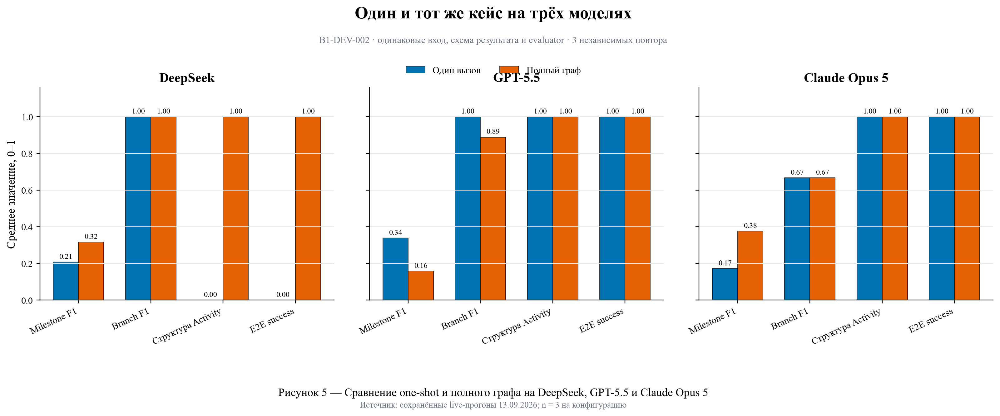 Один и тот же кейс на трёх моделях
B1-DEV-002 · одинаковые вход, схема результата и evaluator · 3 независимых повтора
Один вызов
Полный граф
DeepSeek
GPT-5.5
Claude Opus 5
Среднее значение, 0–1
1.0
0.8
0.6
0.4
0.2
0.0
0.21
0.32
1.00
1.00
0.00
1.00
0.00
1.00
Milestone F1
Branch F1
Структура Activity
E2E success
0.34
0.16
1.00
0.89
1.00
1.00
1.00
1.00
Milestone F1
Branch F1
Структура Activity
E2E success
0.17
0.38
0.67
0.67
1.00
1.00
1.00
1.00
Milestone F1
Branch F1
Структура Activity
E2E success
Рисунок 5 — Сравнение one-shot и полного графа на DeepSeek, GPT-5.5 и Claude Opus 5
Источник: сохранённые live-прогоны 13.09.2026; n = 3 на конфигурацию